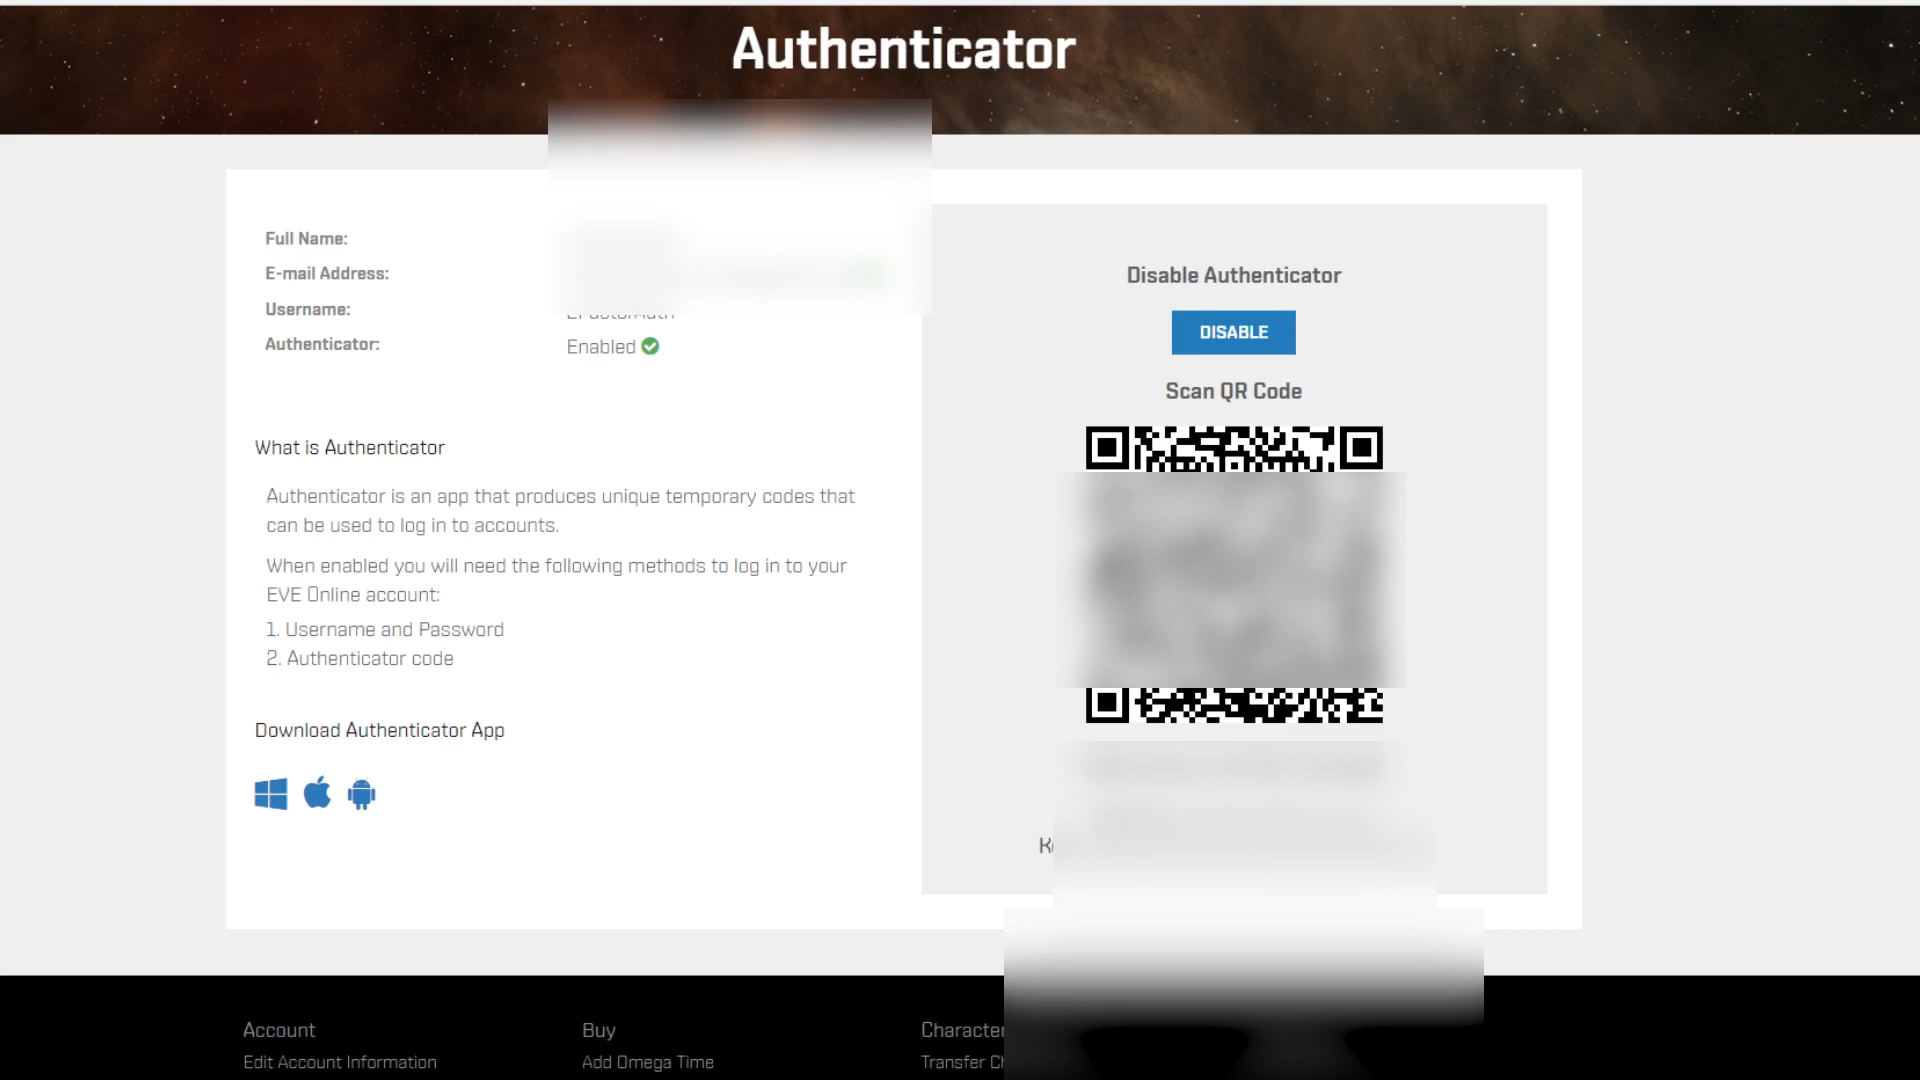 Authenticator
Full Name:
E-mail Address:
Username:
Authenticator:
Enabled
What is Authenticator
Authenticator is an app that produces unique temporary codes that
can be used to log in to accounts.
When enabled you will need the following methods to log in to your
EVE Online account:
1. Username and Password
2. Authenticator code
Download Authenticator App
Disable Authenticator
DISABLE
Scan QR Code
Account
Edit Account Information
Buy
Add Omega Time
Transfer